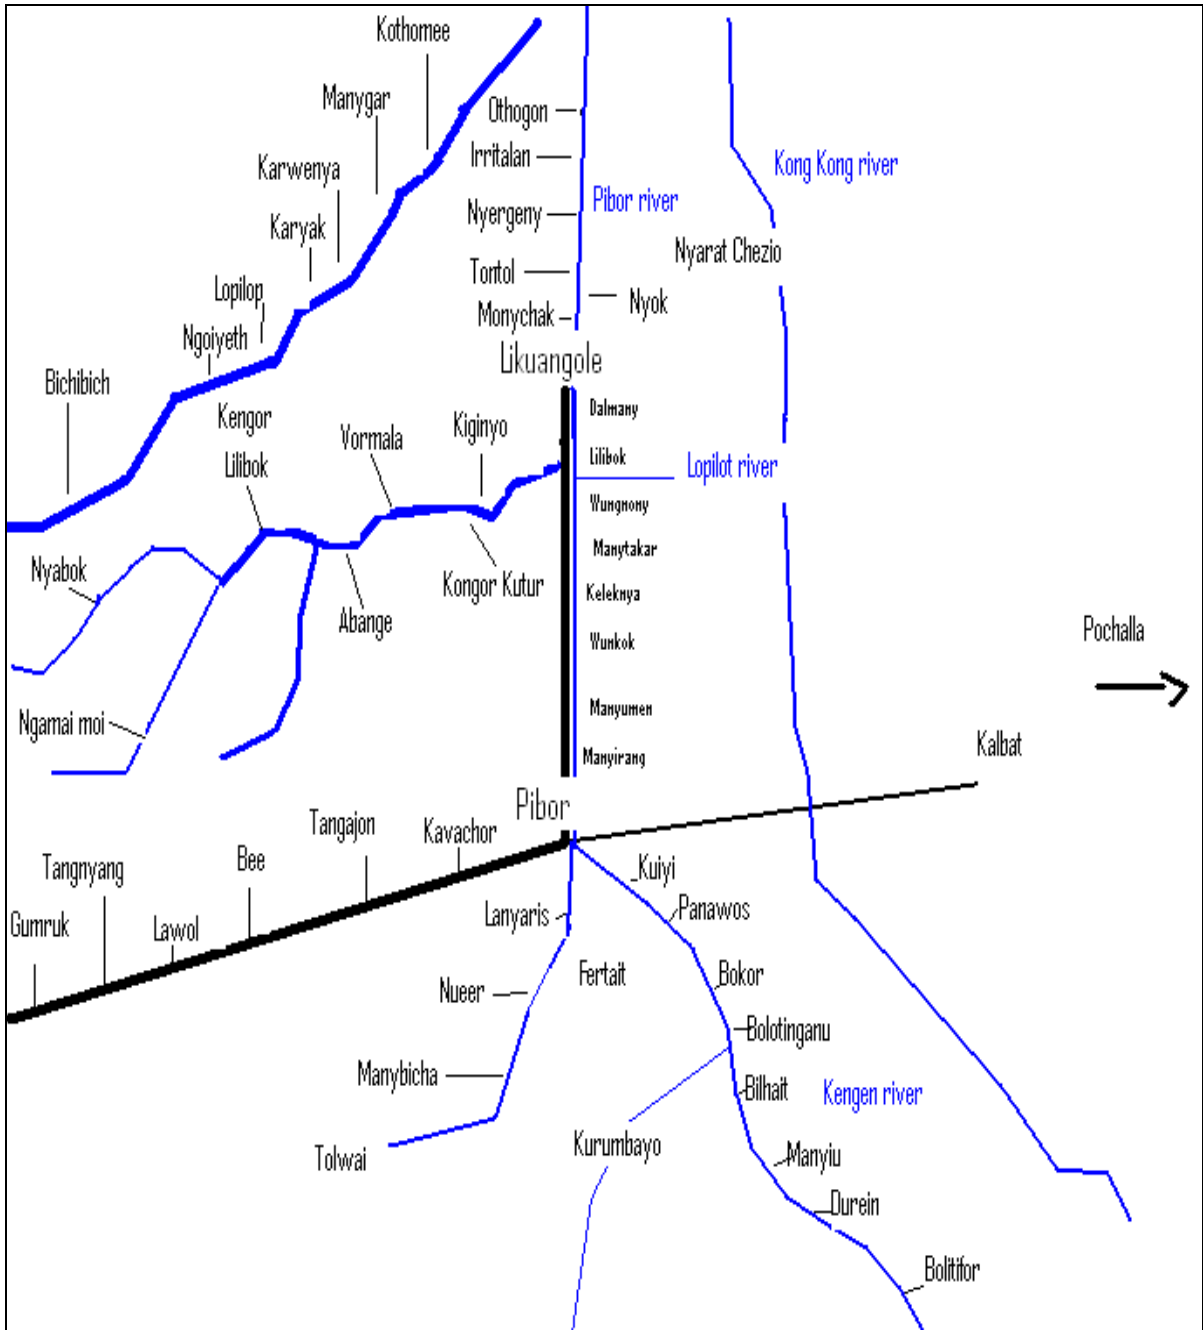 Kothomee
Manygar
Othogon
Irritalan
Kong Kong river
Karwenya
Pibor river
Nyergeny
Karyak
Nyarat Chezio
Tontol
Lopilop
Nyok
Monychak
Ngoiyeth
Likuangole
Bichibich
Dalmany
Kengor
Kiginyo
Vormala
Lilibok
Lilibok
Lopilot river
Wungnony
Manytakar
Nyabok
Kongor Kutur
Keleknya
Abange
Pochalla
Wunkok
Manyumen
Ngamai moi
Kalbat
Manyirang
Pibor
Tangajon
Kavachor
Bee
Tangnyang
Kuiyi
Panawos
Lanyaris
Gumruk
Lawol
Fertait
Bokor
Nueer
Bolotinganu
Manybicha
Bilhait
Kengen river
Kurumbayo
Tolwai
Manyiu
Durein
Bolitifor